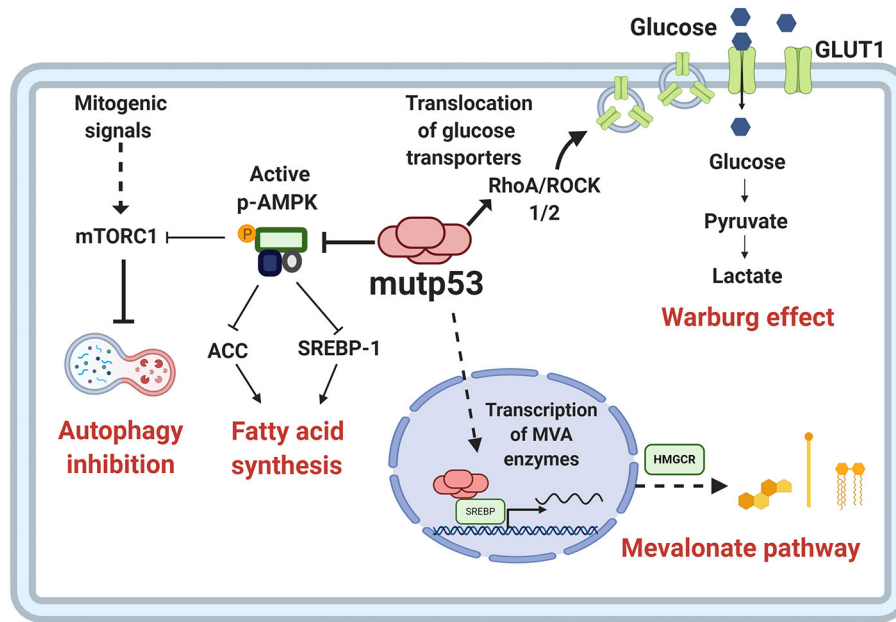 Glucose
GLUT1
Mitogenic
signals
Translocation
of glucose
transporters
Active
p-AMPK
RhoA/ROCK
1/2
Glucose
mTORC1
P
Pyruvate
mutp53
Lactate
Warburg effect
ACC
SREBP-1
Autophagy
inhibition
Fatty acid
synthesis
Transcription
of MVA
enzymes
HMGCR
SREBP
Mevalonate pathway